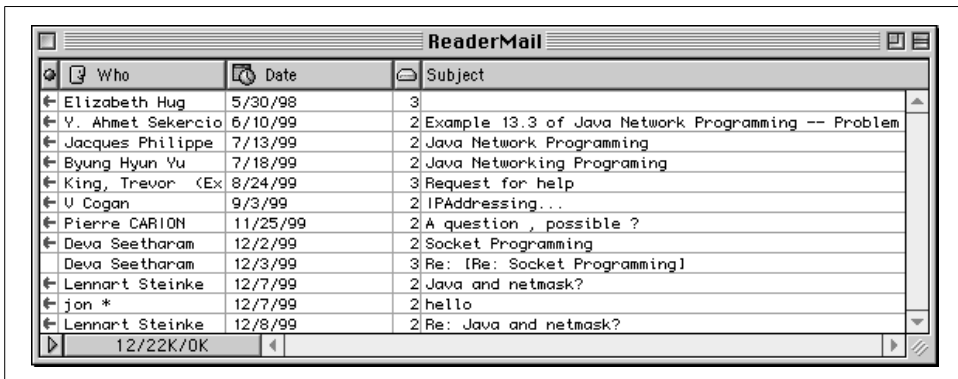 ReaderMail
Who Date Subject
Elizabeth Hug 5/30/98 3
Y. Ahmet Sekercio 6/10/99 2 Example 13.3 of Java Network Programming -- Problem
Jacques Philippe 7/13/99 2 Java Network Programming
Byung Hyun Yu 7/18/99 2 Java Networking Programing
King, Trevor (Ex 8/24/99 3 Request for help
V Cogan 9/3/99 2 IPAddressing...
Pierre CARION 11/25/99 2 A question , possible ?
Deva Seetharam 12/2/99 2 Socket Programming
Deva Seetharam 12/3/99 3 Re: [Re: Socket Programming]
Lennart Steinke 12/7/99 2 Java and netmask?
jon * 12/7/99 2 hello
Lennart Steinke 12/8/99 2 Re: Java and netmask?
12/22K/0K